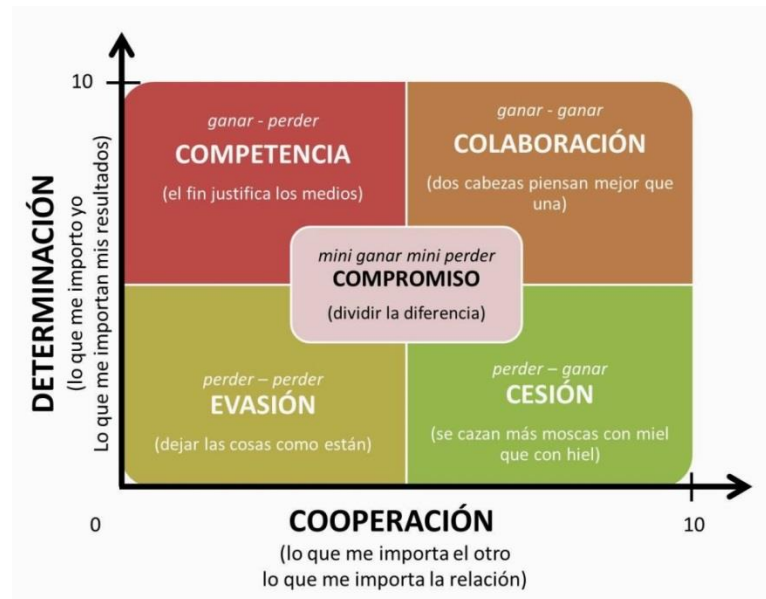 10
ganar - perder
COMPETENCIA
(el fin justifica los medios)
ganar - ganar
COLABORACIÓN
(dos cabezas piensan mejor que
una)
mini ganar mini perder
COMPROMISO
(dividir la diferencia)
perder – perder
EVASIÓN
(dejar las cosas como están)
perder – ganar
CESIÓN
(se cazan más moscas con miel
que con hiel)
DETERMINACIÓN
(lo que me importo yo
Lo que me importan mis resultados)
0
COOPERACIÓN
10
(lo que me importa el otro
lo que me importa la relación)